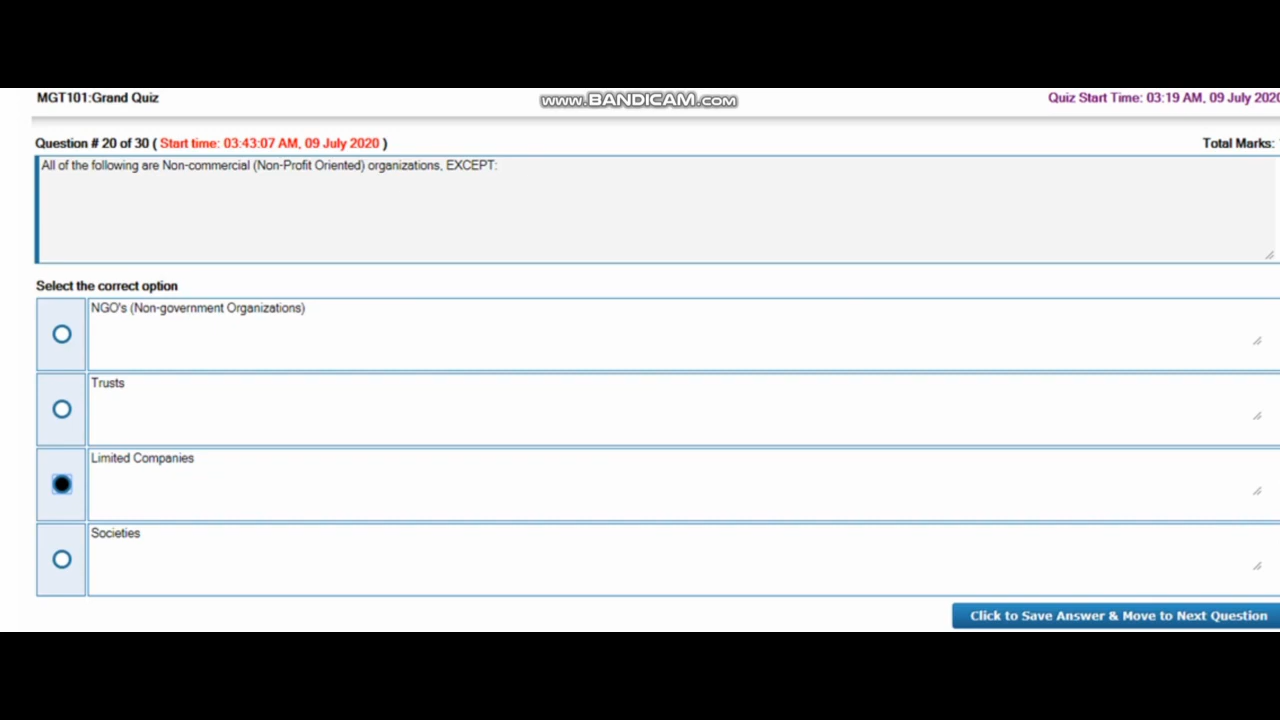 MGT101:Grand Quiz
www.BANDICAM.com
Quiz Start Time: 03:19 AM, 09 July 2020
Question # 20 of 30 ( Start time: 03:43:07 AM, 09 July 2020 )
Total Marks:
All of the following are Non-commercial (Non-Profit Oriented) organizations, EXCEPT:
Select the correct option
NGO's (Non-government Organizations)
Trusts
Limited Companies
Societies
Click to Save Answer & Move to Next Question